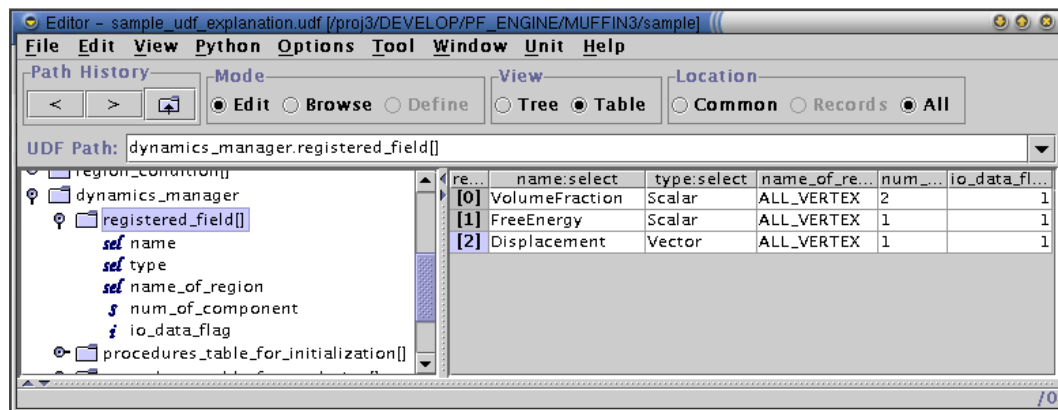 Editor – sample_udf_explanation.udf [/proj3/DEVELOP/PF_ENGINE/MUFFIN3/sample]
File Edit View Python Options Tool Window Unit Help
Path History Mode View Location
< > Edit Browse Define Tree Table Common Records All
UDF Path: dynamics_manager.registered_field[]
region_condition[]
dynamics_manager
registered_field[]
sel name
sel type
sel name_of_region
s num_of_component
i io_data_flag
procedures_table_for_initialization[]
re... name:select type:select name_of_re... num_... io_data_fl...
[0] VolumeFraction Scalar ALL_VERTEX 2 1
[1] FreeEnergy Scalar ALL_VERTEX 1 1
[2] Displacement Vector ALL_VERTEX 1 1
/0